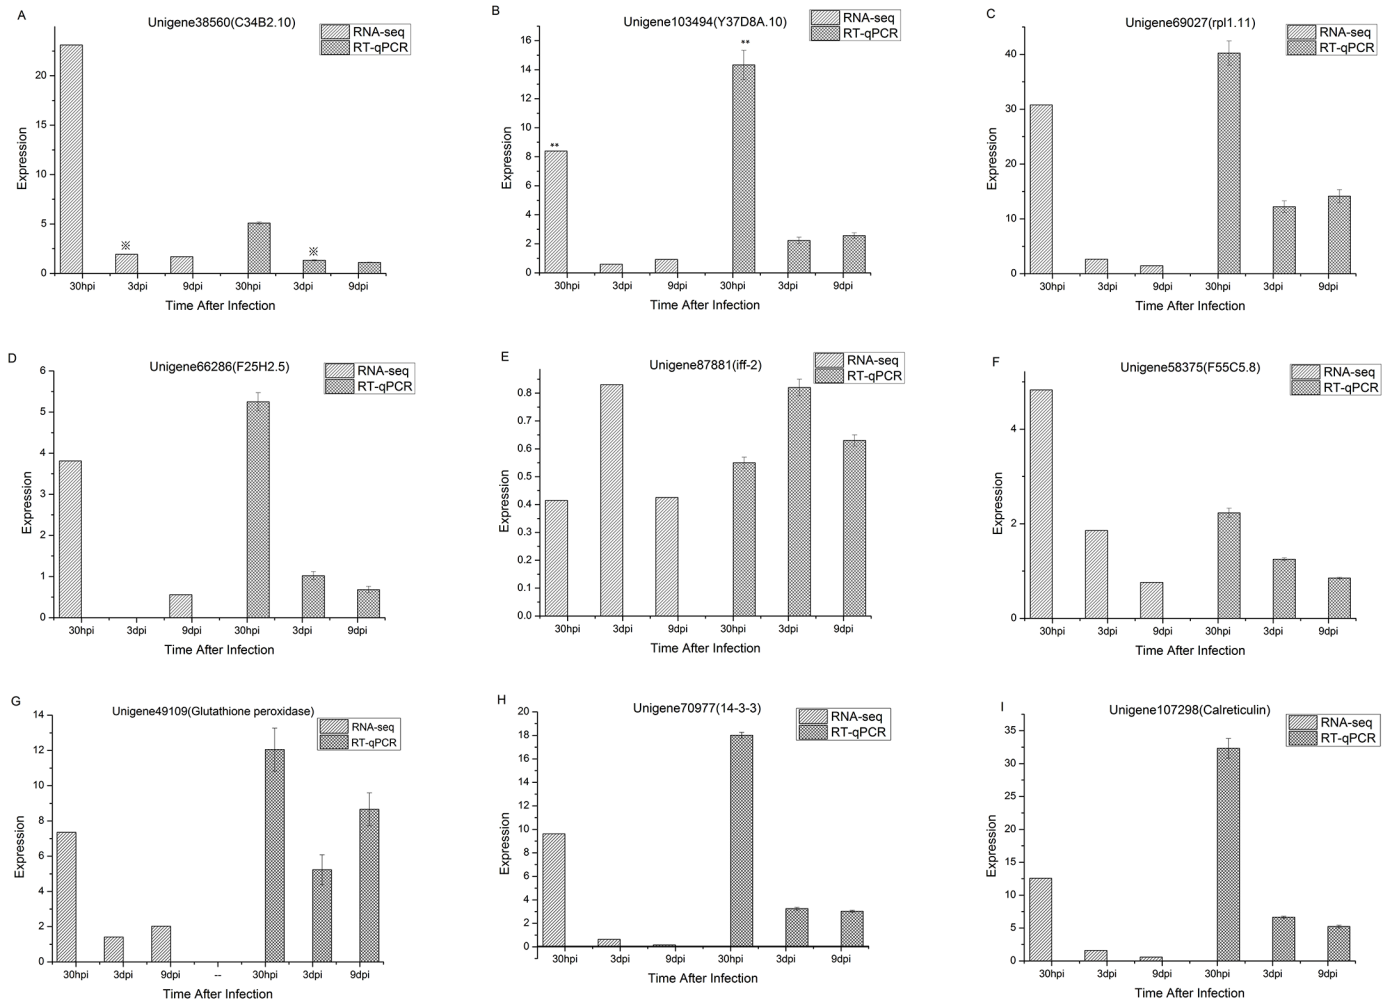 A
Unigene38560(C34B2.10)
RNA-seq
RT-qPCR
Expression
20
15
10
5
0
※
※
30hpi 3dpi 9dpi 30hpi 3dpi 9dpi
Time After Infection
B
Unigene103494(Y37D8A.10)
RNA-seq
RT-qPCR
Expression
16
14
12
10
8
6
4
2
0
**
**
30hpi 3dpi 9dpi 30hpi 3dpi 9dpi
Time After Infection
C
Unigene69027(rpl1.11)
RNA-seq
RT-qPCR
Expression
40
30
20
10
0
30hpi 3dpi 9dpi 30hpi 3dpi 9dpi
Time After Infection
D
Unigene66286(F25H2.5)
RNA-seq
RT-qPCR
Expression
6
5
4
3
2
1
0
30hpi 3dpi 9dpi 30hpi 3dpi 9dpi
Time After Infection
E
Unigene87881(iff-2)
RNA-seq
RT-qPCR
Expression
0.8
0.7
0.6
0.5
0.4
0.3
0.2
0.1
0.0
30hpi 3dpi 9dpi 30hpi 3dpi 9dpi
Time After Infection
F
Unigene58375(F55C5.8)
RNA-seq
RT-qPCR
Expression
4
2
0
30hpi 3dpi 9dpi 30hpi 3dpi 9dpi
Time After Infection
G
Unigene49109(Glutathione peroxidase)
RNA-seq
RT-qPCR
Expression
14
12
10
8
6
4
2
0
30hpi 3dpi 9dpi -- 30hpi 3dpi 9dpi
Time After Infection
H
Unigene70977(14-3-3)
RNA-seq
RT-qPCR
Expression
20
18
16
14
12
10
8
6
4
2
0
30hpi 3dpi 9dpi 30hpi 3dpi 9dpi
Time After Infection
I
Unigene107298(Calreticulin)
RNA-seq
RT-qPCR
Expression
35
30
25
20
15
10
5
0
30hpi 3dpi 9dpi 30hpi 3dpi 9dpi
Time After Infection